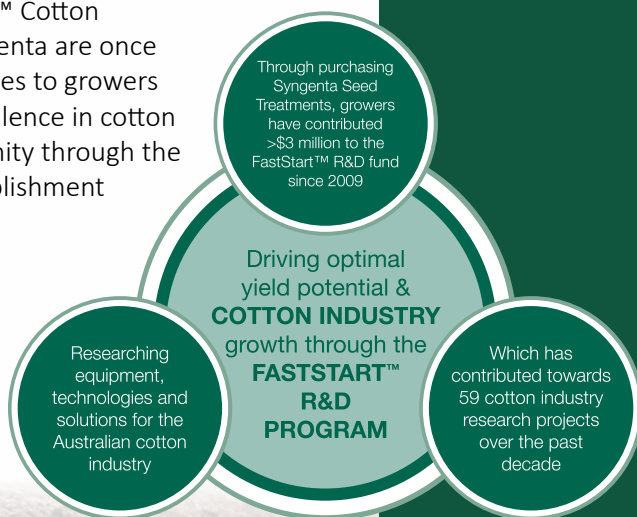 ™ Cotton
enta are once
es to growers
lence in cotton
nity through the
lishment
Through purchasing
Syngenta Seed
Treatments, growers
have contributed
>$3 million to the
FastStart™ R&D fund
since 2009
Driving optimal
yield potential &
COTTON INDUSTRY
growth through the
FASTSTART™
R&D
PROGRAM
Researching
equipment,
technologies and
solutions for the
Australian cotton
industry
Which has
contributed towards
59 cotton industry
research projects
over the past
decade